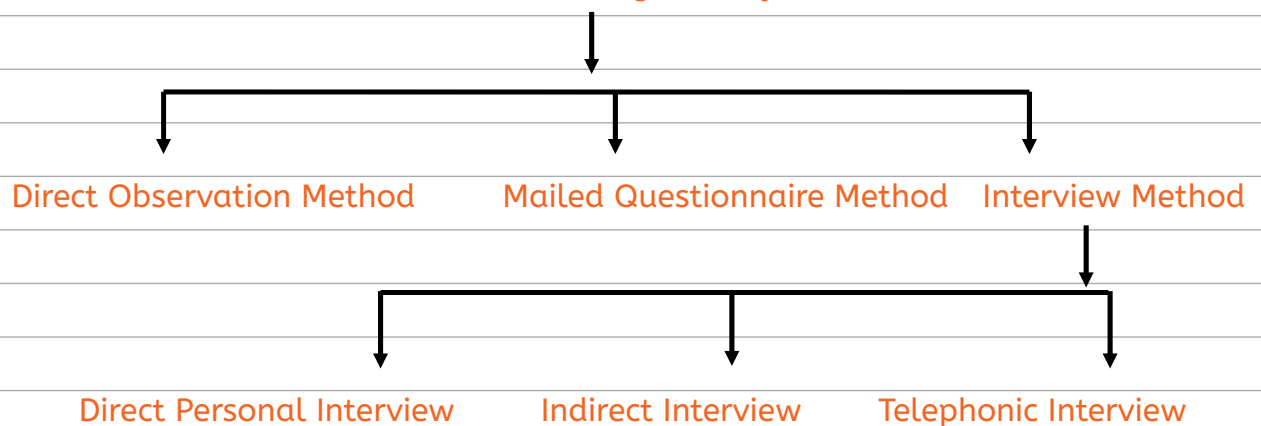 Direct Observation Method Mailed Questionnaire Method Interview Method
Direct Personal Interview Indirect Interview Telephonic Interview